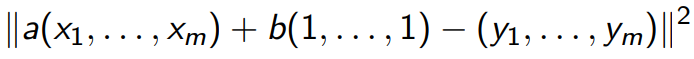 ‖a(x₁, . . . , xₘ) + b(1, . . . , 1) − (y₁, . . . , yₘ)‖²